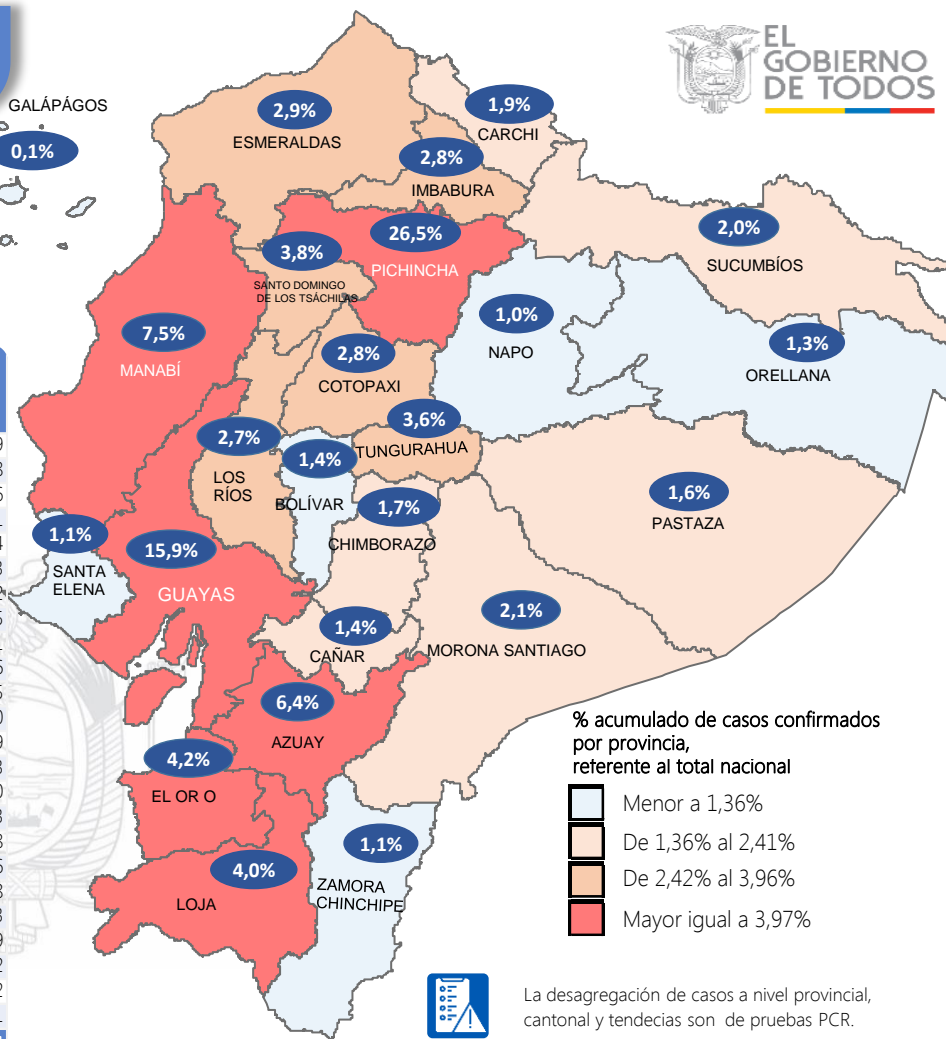 EL
GOBIERNO
DE TODOS
GALÁPÁGOS
0,1%
2,9%
ESMERALDAS
1,9%
CARCHI
2,8%
IMBABURA
26,5%
PICHINCHA
3,8%
SANTO DOMINGO
DE LOS TSÁCHILAS
2,0%
SUCUMBÍOS
7,5%
MANABÍ
1,0%
NAPO
2,8%
COTOPAXI
1,3%
ORELLANA
3,6%
TUNGURAHUA
2,7%
LOS
RÍOS
1,4%
BOLÍVAR
1,7%
CHIMBORAZO
1,6%
PASTAZA
1,1%
SANTA
ELENA
15,9%
GUAYAS
1,4%
CAÑAR
2,1%
MORONA SANTIAGO
6,4%
AZUAY
4,2%
EL OR O
4,0%
LOJA
1,1%
ZAMORA
CHINCHIPE
% acumulado de casos confirmados
por provincia,
referente al total nacional
Menor a 1,36%
De 1,36% al 2,41%
De 2,42% al 3,96%
Mayor igual a 3,97%
La desagregación de casos a nivel provincial,
cantonal y tendecias son de pruebas PCR.